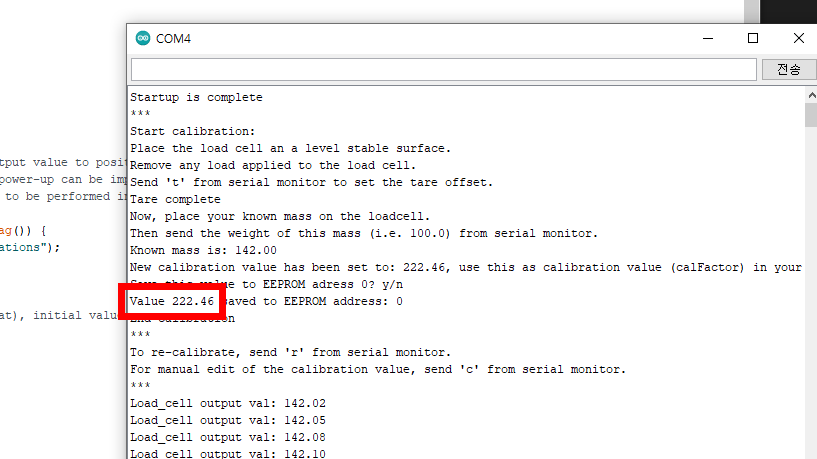 COM4
전송
Startup is complete
***
Start calibration:
Place the load cell an a level stable surface.
Remove any load applied to the load cell.
Send 't' from serial monitor to set the tare offset.
Tare complete
Now, place your known mass on the loadcell.
Then send the weight of this mass (i.e. 100.0) from serial monitor.
Known mass is: 142.00
New calibration value has been set to: 222.46, use this as calibration value (calFactor) in your
Save this value to EEPROM adress 0? y/n
Value 222.46 saved to EEPROM address: 0
End calibration
***
To re-calibrate, send 'r' from serial monitor.
For manual edit of the calibration value, send 'c' from serial monitor.
***
Load_cell output val: 142.02
Load_cell output val: 142.05
Load_cell output val: 142.08
Load_cell output val: 142.10
tput value to posit
power-up can be imp
to be performed in
ag()) {
ations");
at), initial value